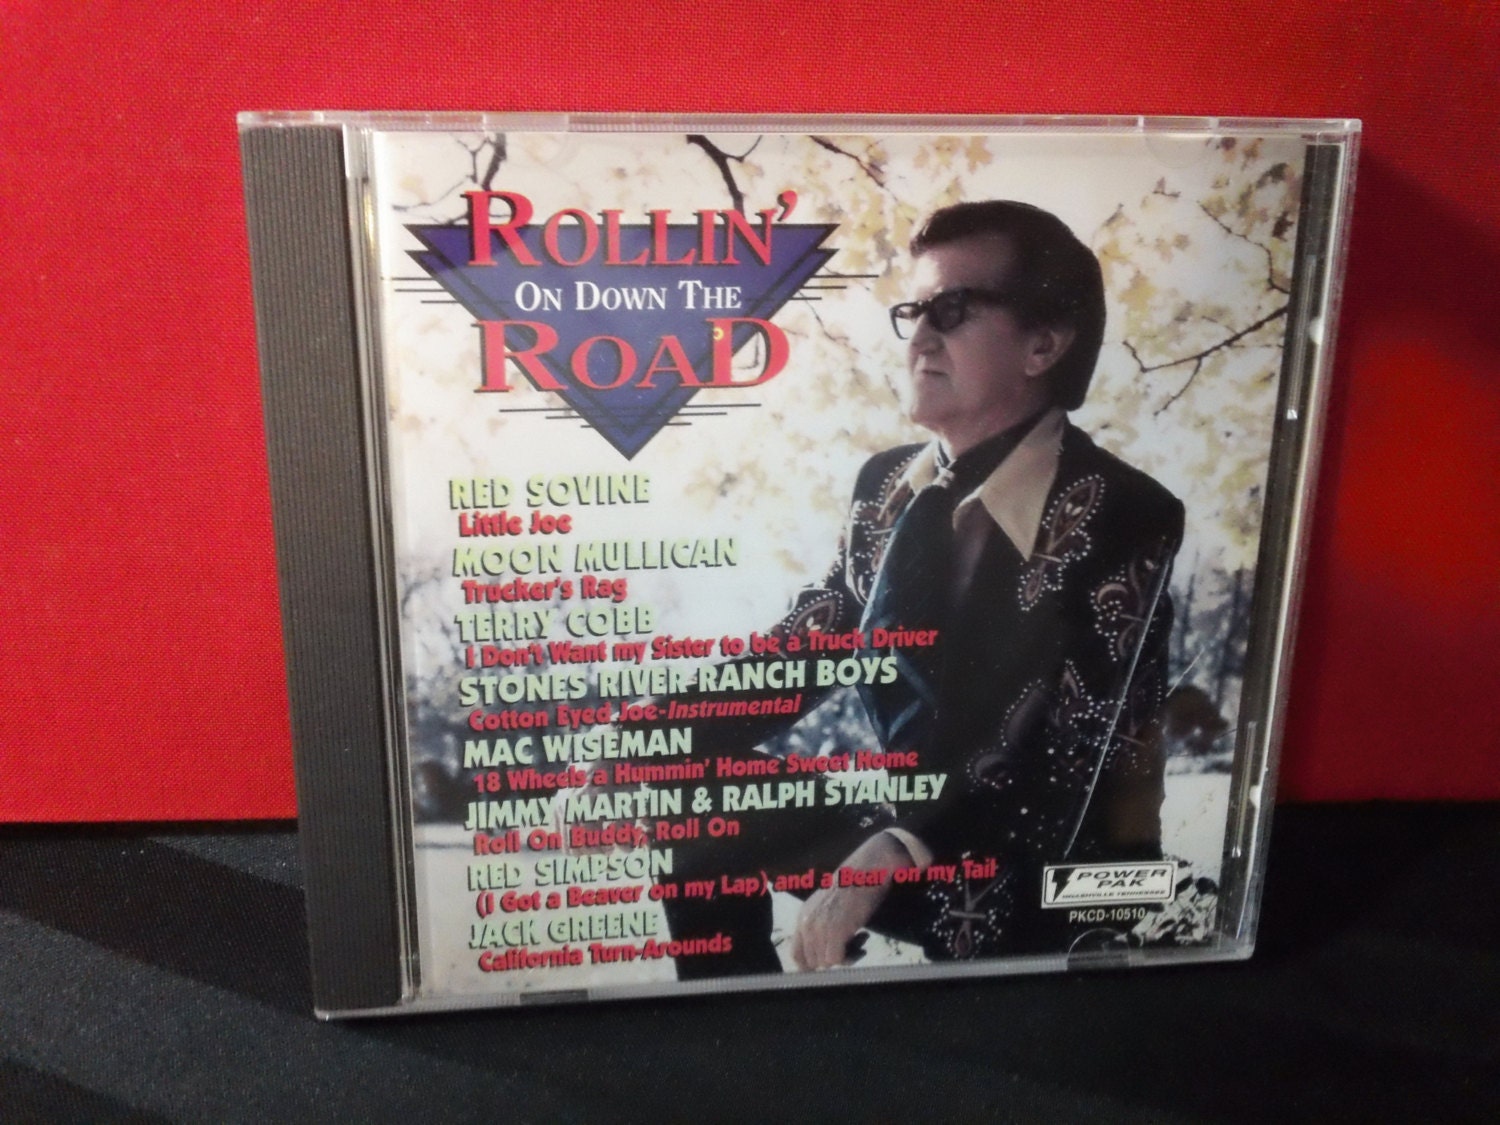 ROLLIN'
ON DOWN THE
ROAD
RED SOVINE
Little Joe
MOON MULLICAN
Trucker's Rag
TERRY COBB
I Don't Want my Sister to be a Truck Driver
STONES RIVER RANCH BOYS
Cotton Eyed Joe-Instrumental
MAC WISEMAN
18 Wheels a Hummin' Home Sweet Home
JIMMY MARTIN & RALPH STANLEY
Roll On Buddy, Roll On
RED SIMPSON
(I Got a Beaver on my Lap) and a Bear on my Tail
JACK GREENE
California Turn-Arounds
POWER
PAK
NASHVILLE TENNESSEE
PKCD-10510